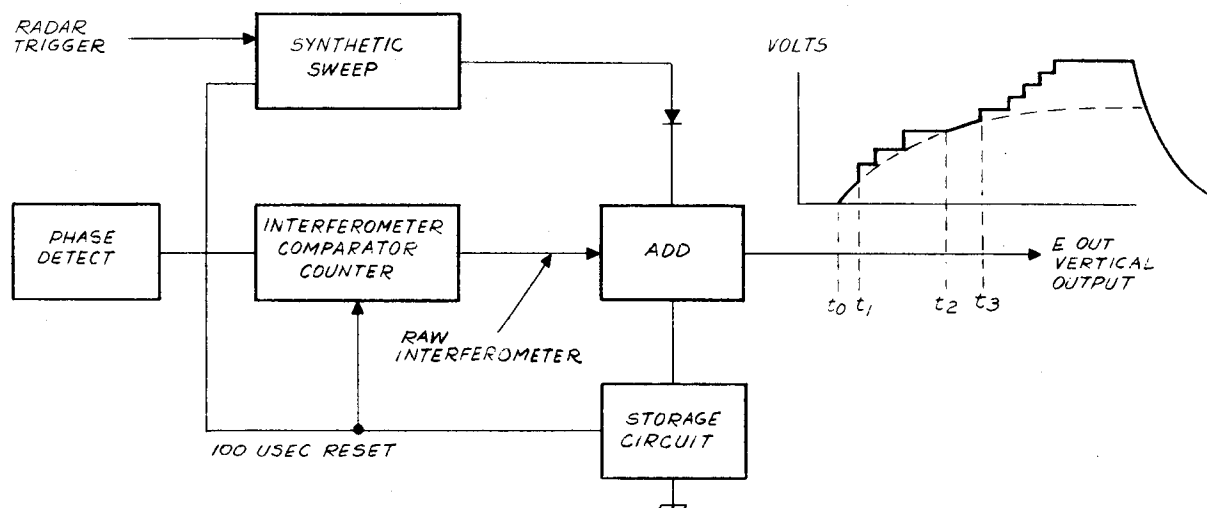 RADAR
TRIGGER
SYNTHETIC
SWEEP
VOLTS
PHASE
DETECT
INTERFEROMETER
COMPARATOR
COUNTER
ADD
E OUT
VERTICAL
OUTPUT
t0
t1
t2
t3
RAW
INTERFEROMETER
STORAGE
CIRCUIT
100 USEC RESET